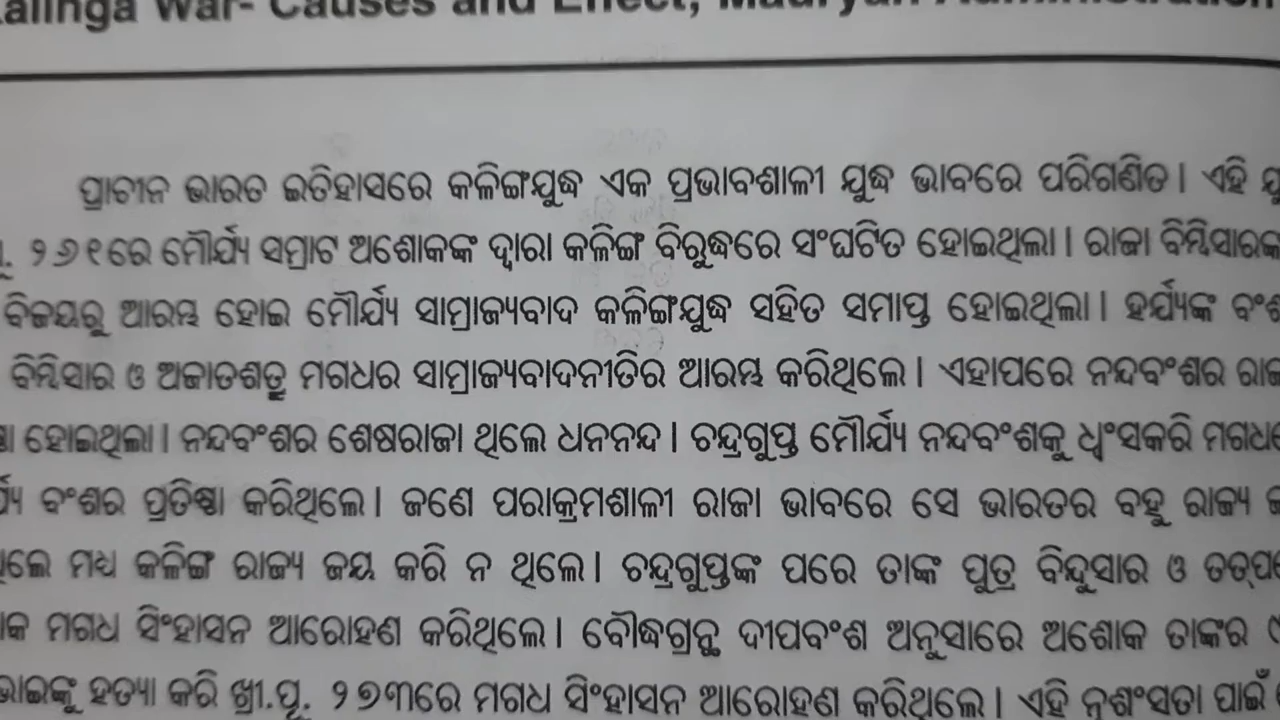 Kalinga War- Causes and Effect, Mauryan Administration
ପ୍ରାଚୀନ ଭାରତ ଇତିହାସରେ କଳିଙ୍ଗଯୁଦ୍ଧ ଏକ ପ୍ରଭାବଶାଳୀ ଯୁଦ୍ଧ ଭାବରେ ପରିଗଣିତ। ଏହି
୨୬୧ରେ ମୌର୍ଯ୍ୟ ସମ୍ରାଟ ଅଶୋକଙ୍କ ଦ୍ୱାରା କଳିଙ୍ଗ ବିରୁଦ୍ଧରେ ସଂଘଟିତ ହୋଇଥିଲା। ରାଜା ବିମ୍ବିସାରଙ୍କ
ବିଜୟରୁ ଆରମ୍ଭ ହୋଇ ମୌର୍ଯ୍ୟ ସାମ୍ରାଜ୍ୟବାଦ କଳିଙ୍ଗଯୁଦ୍ଧ ସହିତ ସମାପ୍ତ ହୋଇଥିଲା। ହର୍ଯ୍ୟଙ୍କ
ବିମ୍ବିସାର ଓ ଅଜାତଶତ୍ରୁ ମଗଧର ସାମ୍ରାଜ୍ୟବାଦନୀତିର ଆରମ୍ଭ କରିଥିଲେ। ଏହାପରେ ନନ୍ଦବଂଶର
ହୋଇଥିଲା। ନନ୍ଦବଂଶର ଶେଷରାଜା ଥିଲେ ଧନନନ୍ଦ। ଚନ୍ଦ୍ରଗୁପ୍ତ ମୌର୍ଯ୍ୟ ନନ୍ଦବଂଶକୁ ଧ୍ୱଂସକରି
ବଂଶର ପ୍ରତିଷ୍ଠା କରିଥିଲେ। ଜଣେ ପରାକ୍ରମଶାଳୀ ରାଜା ଭାବରେ ସେ ଭାରତର ବହୁ ରାଜ୍ୟ
ମଧ୍ୟ କଳିଙ୍ଗ ରାଜ୍ୟ ଜୟ କରି ନ ଥିଲେ। ଚନ୍ଦ୍ରଗୁପ୍ତଙ୍କ ପରେ ତାଙ୍କ ପୁତ୍ର ବିନ୍ଦୁସାର ଓ
ମଗଧ ସିଂହାସନ ଆରୋହଣ କରିଥିଲେ। ବୌଦ୍ଧଗ୍ରନ୍ଥ ଦୀପବଂଶ ଅନୁସାରେ ଅଶୋକ ତାଙ୍କର
ହତ୍ୟା କରି ଖ୍ରୀ.ପୂ. ୨୭୩ରେ ମଗଧ ସିଂହାସନ ଆରୋହଣ କରିଥିଲେ। ଏହି ନୃଶଂସତା ପାଇଁ